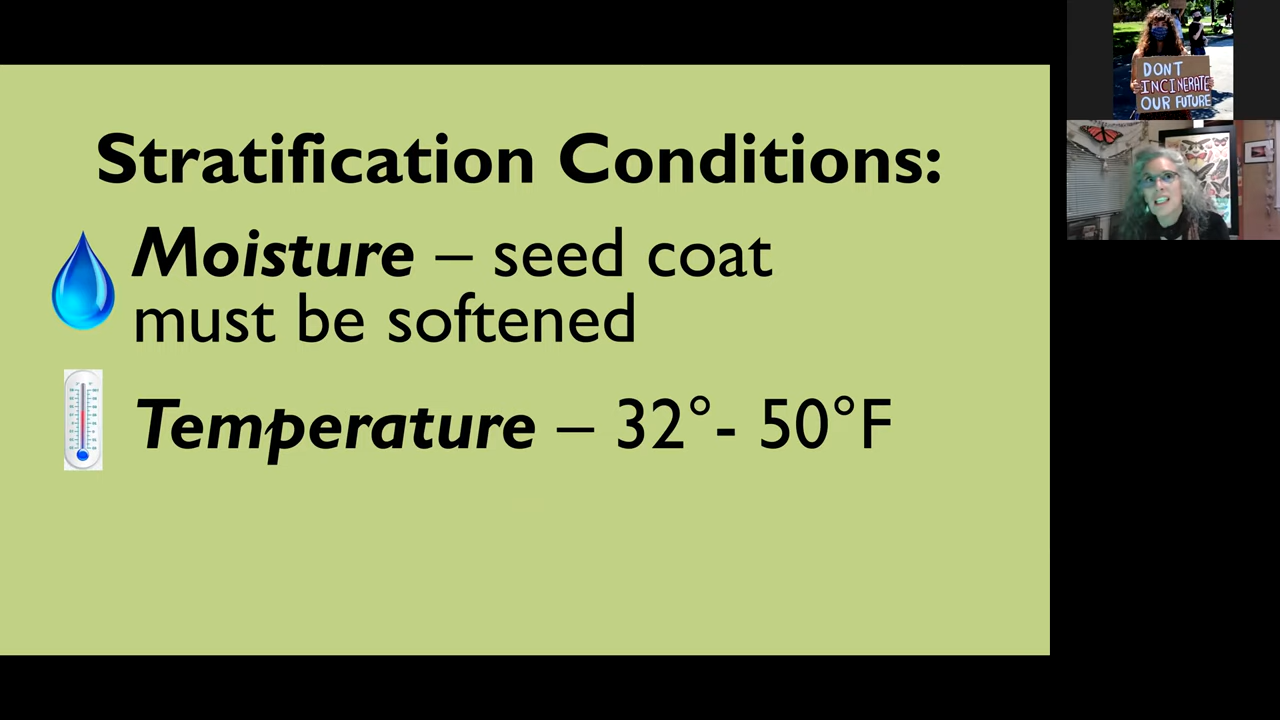 Stratification Conditions:
Moisture – seed coat
must be softened
Temperature – 32°- 50°F
DONT
INCINERATE
OUR FUTURE